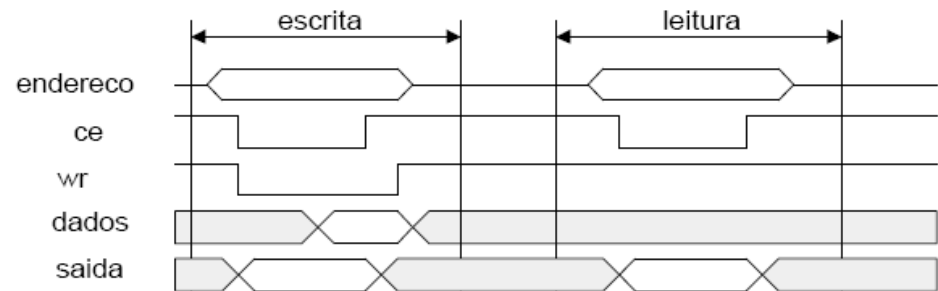 escrita leitura
endereco
ce
wr
dados
saida